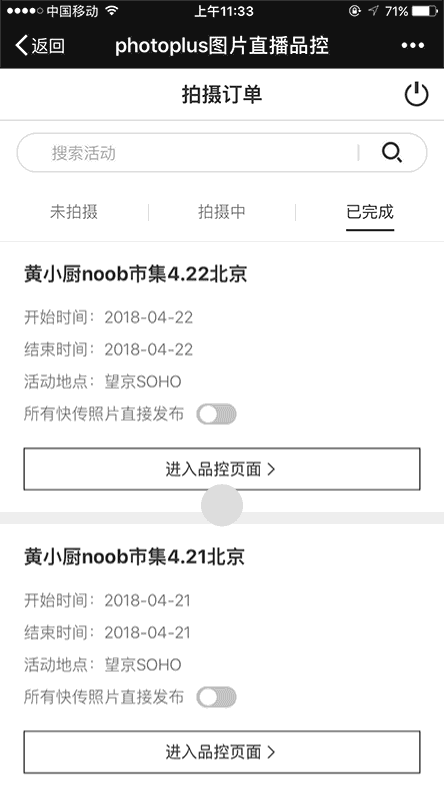 中国移动 上午11:33 71%
返回 photoplus图片直播品控
拍摄订单
搜索活动
未拍摄 拍摄中 已完成
黄小厨noob市集4.22北京
开始时间：2018-04-22
结束时间：2018-04-22
活动地点：望京SOHO
所有快传照片直接发布
进入品控页面 >
黄小厨noob市集4.21北京
开始时间：2018-04-21
结束时间：2018-04-21
活动地点：望京SOHO
所有快传照片直接发布
进入品控页面 >